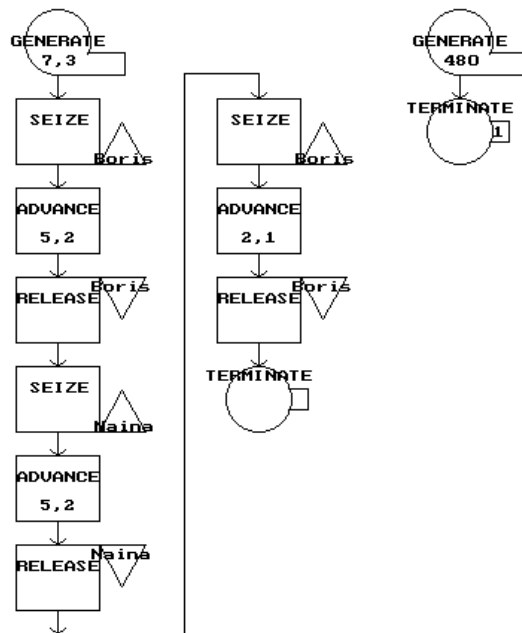 GENERATE
7,3
SEIZE
Boris
ADVANCE
5,2
Boris
RELEASE
SEIZE
Naina
ADVANCE
5,2
Naina
RELEASE
SEIZE
Boris
ADVANCE
2,1
Boris
RELEASE
TERMINATE
GENERATE
480
TERMINATE
1